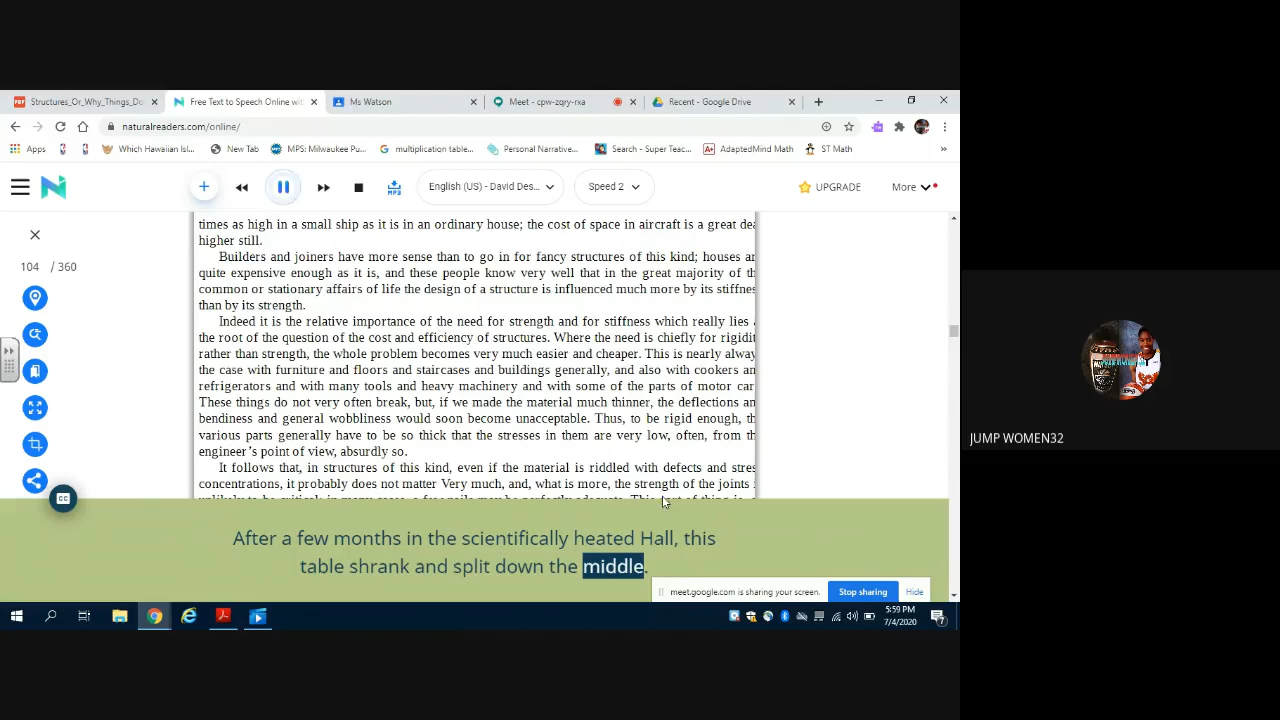 Structures_Or_Why_Things_Do
Free Text to Speech Online wit
Ms Watson
Meet - cpw-zqry-rxa
Recent - Google Drive
naturalreaders.com/online/
Apps
Which Hawaiian Isl...
New Tab
MPS: Milwaukee Pu...
multiplication table...
Personal Narrative...
Search - Super Teac...
AdaptedMind Math
ST Math
MP3
English (US) - David Des...
Speed 2
UPGRADE
More
104 / 360
times as high in a small ship as it is in an ordinary house; the cost of space in aircraft is a great dea
higher still.
Builders and joiners have more sense than to go in for fancy structures of this kind; houses ar
quite expensive enough as it is, and these people know very well that in the great majority of th
common or stationary affairs of life the design of a structure is influenced much more by its stiffnes
than by its strength.
Indeed it is the relative importance of the need for strength and for stiffness which really lies a
the root of the question of the cost and efficiency of structures. Where the need is chiefly for rigidit
rather than strength, the whole problem becomes very much easier and cheaper. This is nearly alway
the case with furniture and floors and staircases and buildings generally, and also with cookers an
refrigerators and with many tools and heavy machinery and with some of the parts of motor car
These things do not very often break, but, if we made the material much thinner, the deflections an
bendiness and general wobbliness would soon become unacceptable. Thus, to be rigid enough, th
various parts generally have to be so thick that the stresses in them are very low, often, from th
engineer's point of view, absurdly so.
It follows that, in structures of this kind, even if the material is riddled with defects and stres
concentrations, it probably does not matter Very much, and, what is more, the strength of the joints i
CC
After a few months in the scientifically heated Hall, this
table shrank and split down the middle.
meet.google.com is sharing your screen.
Stop sharing
Hide
5:59 PM
7/4/2020
JUMP WOMEN32